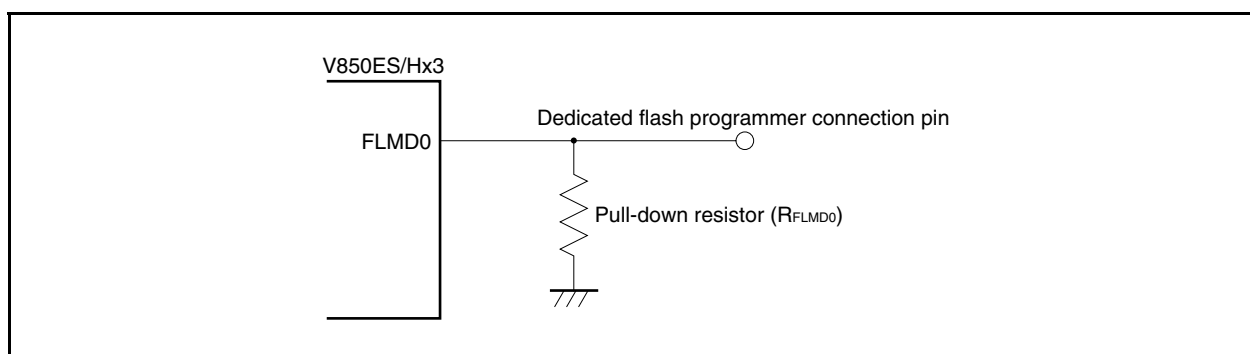 V850ES/Hx3
Dedicated flash programmer connection pin
FLMD0
Pull-down resistor (RFLMD0)